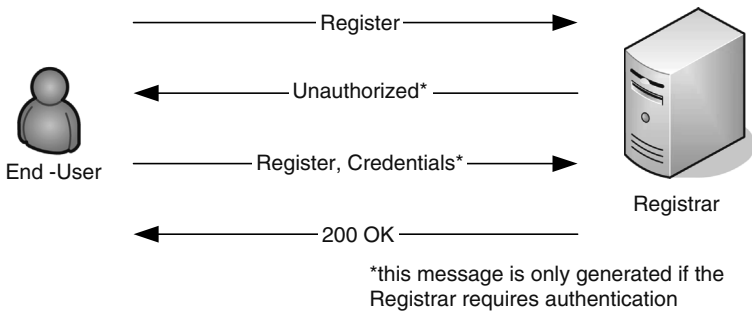 Register
Unauthorized*
End -User
Register, Credentials*
Registrar
200 OK
*this message is only generated if the
Registrar requires authentication